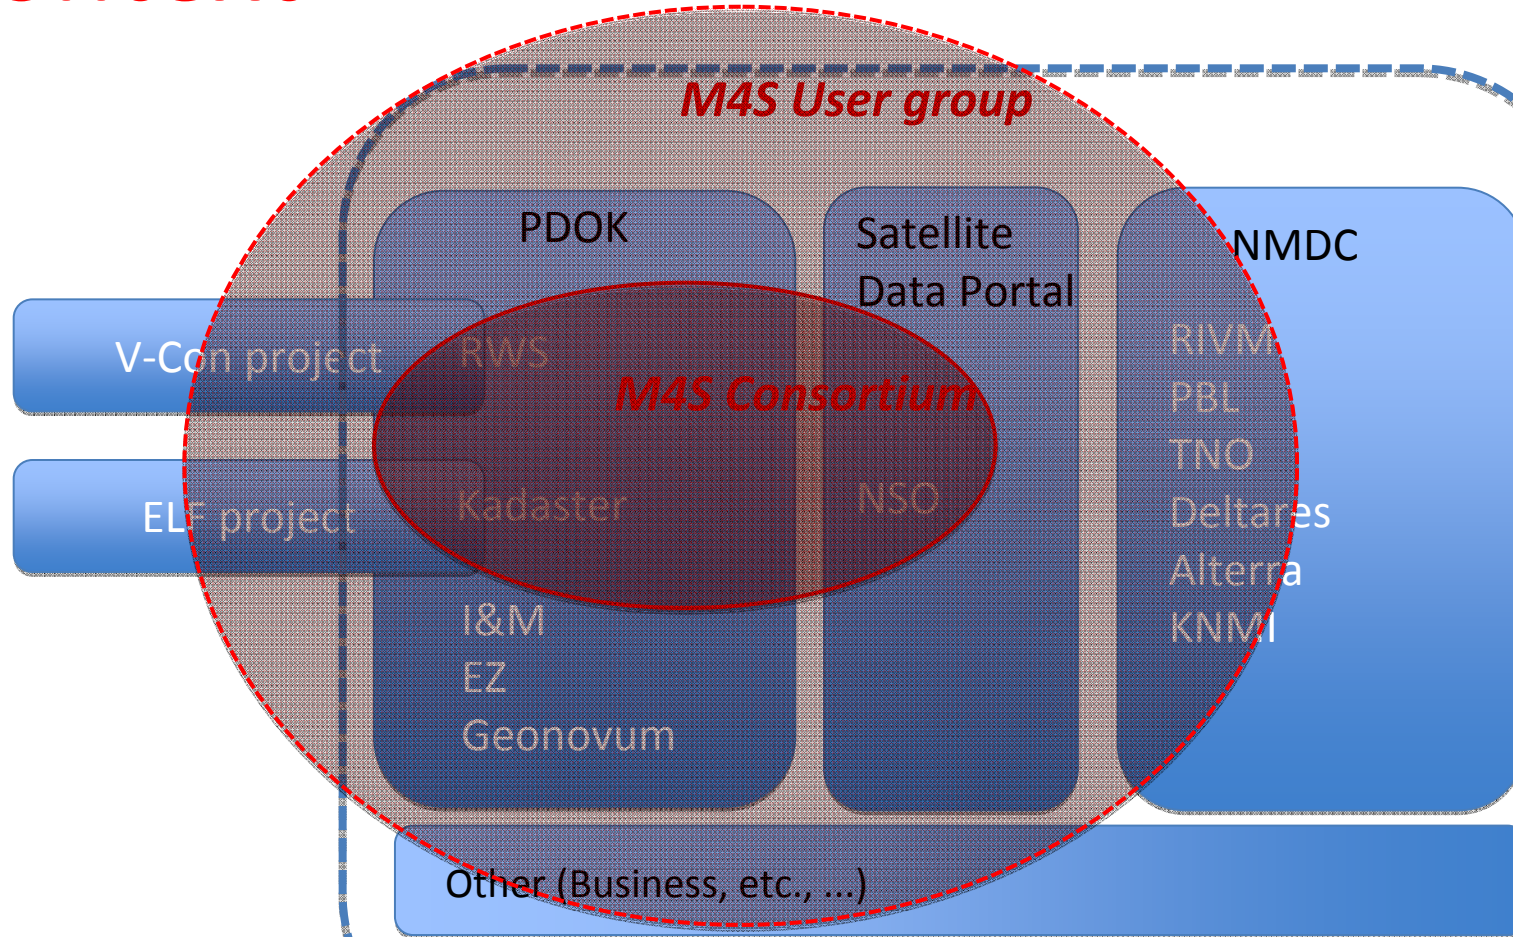 M4S User group
PDOK
Satellite
Data Portal
NMDC
V-Con project
RWS
M4S Consortium
RIVM
PBL
TNO
Deltares
Alterra
KNMI
ELF project
Kadaster
NSO
I&M
EZ
Geonovum
Other (Business, etc., ...)